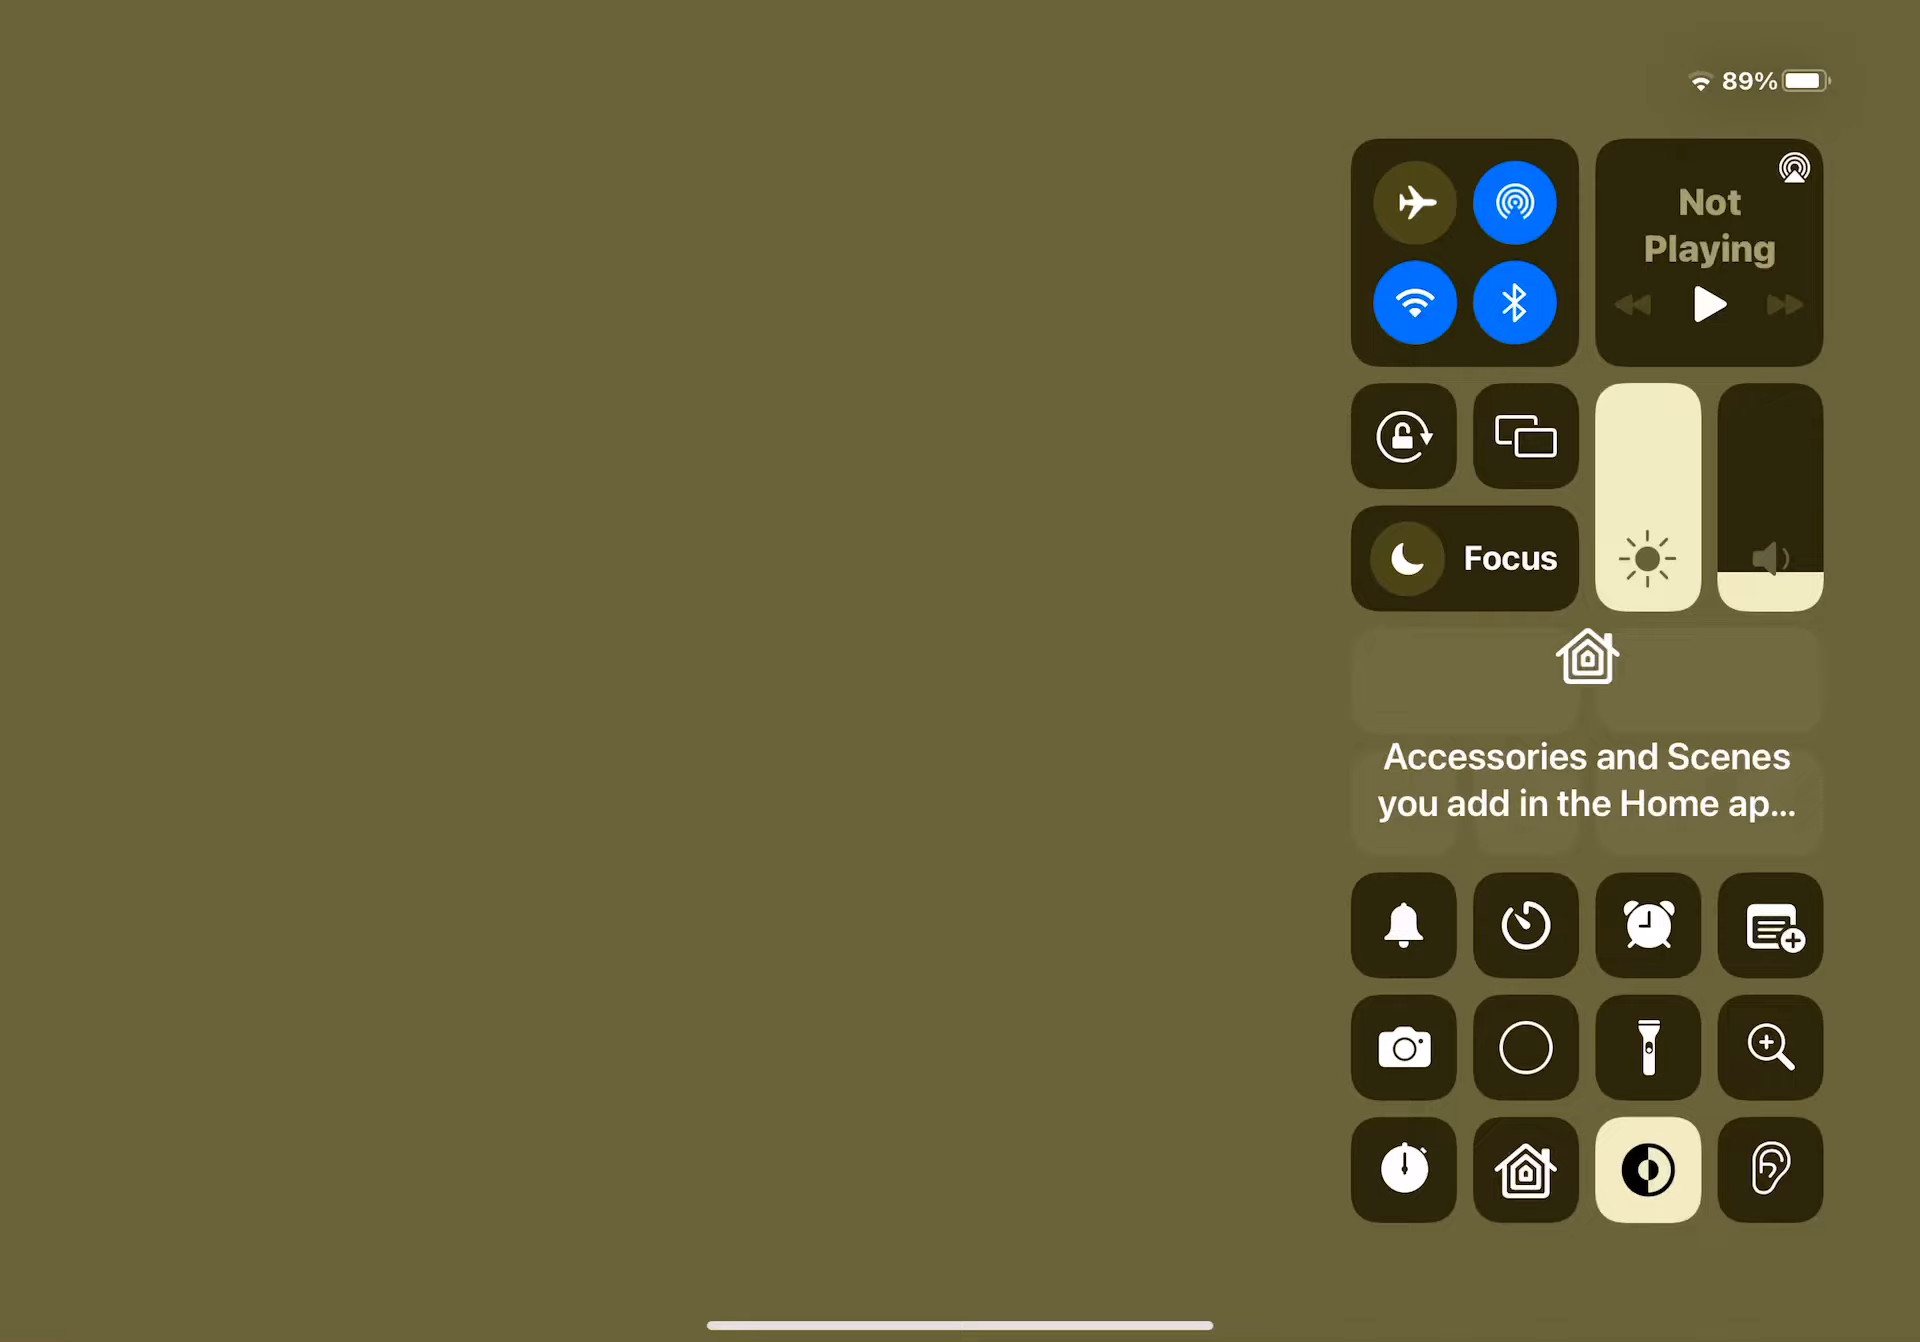 89%
Not
Playing
Focus
Accessories and Scenes
you add in the Home ap...